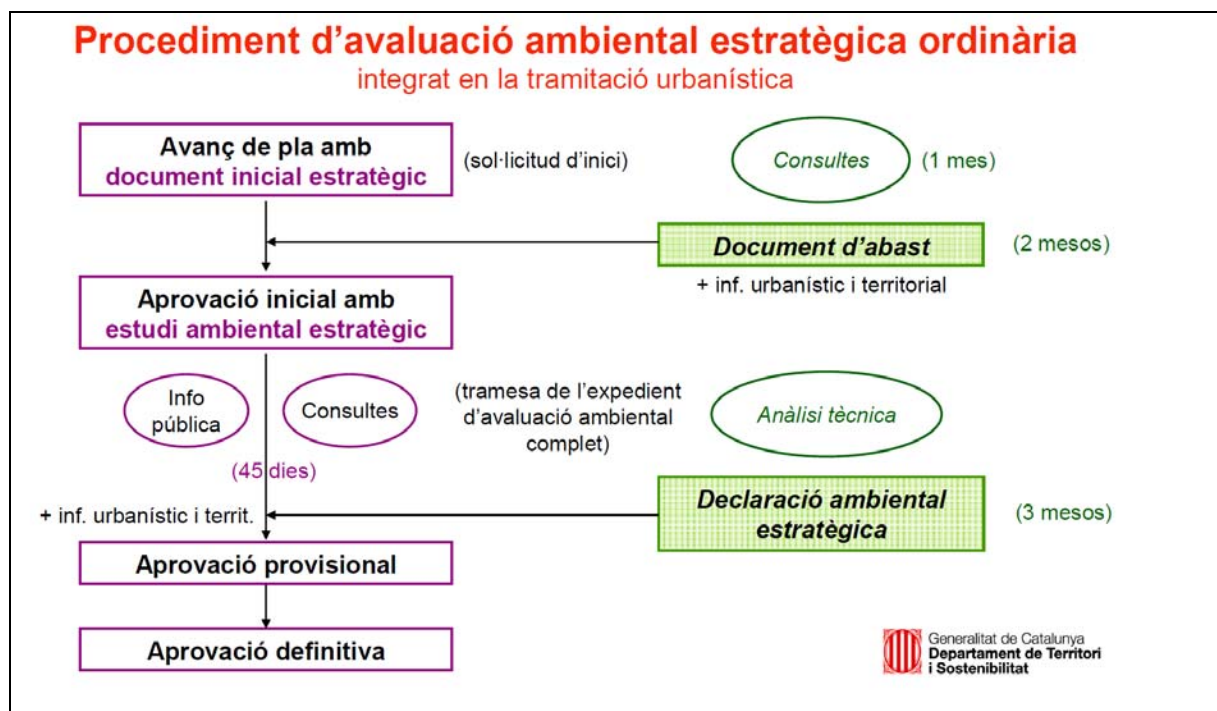 Procediment d'avaluació ambiental estratègica ordinària
integrat en la tramitació urbanística
Avanç de pla amb
document inicial estratègic
(sol·licitud d'inici)
Consultes
(1 mes)
Document d'abast
(2 mesos)
+ inf. urbanístic i territorial
Aprovació inicial amb
estudi ambiental estratègic
Info
pública
Consultes
(45 dies)
(tramesa de l'expedient
d'avaluació ambiental
complet)
Anàlisi tècnica
Declaració ambiental
estratègica
(3 mesos)
+ inf. urbanístic i territ.
Aprovació provisional
Aprovació definitiva
Generalitat de Catalunya
Departament de Territori
i Sostenibilitat